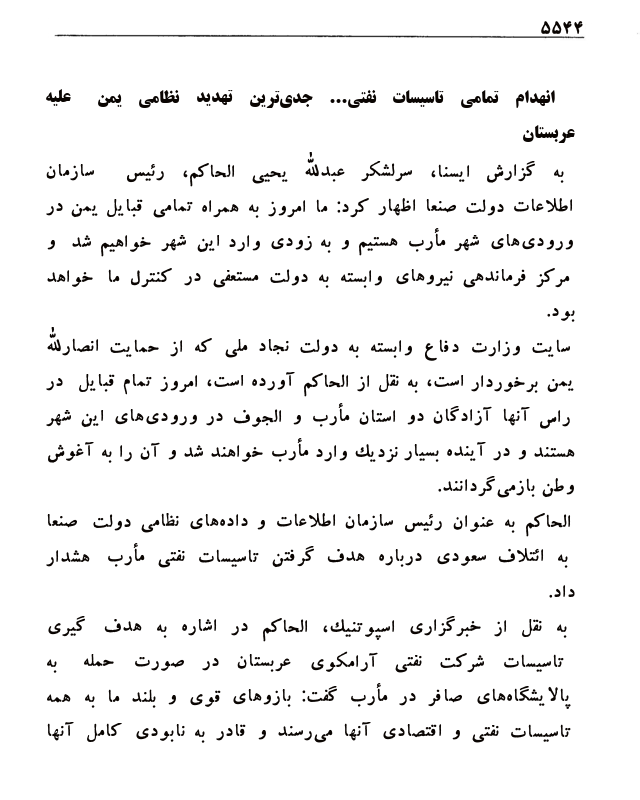 ۵۵۴۴
انهدام تمامی تاسیسات نفتی... جدی‌ترین تهدید نظامی یمن علیه
عربستان
به گزارش ایسنا، سرلشکر عبدالله یحیی الحاکم، رئیس سازمان
اطلاعات دولت صنعا اظهار کرد: ما امروز به همراه تمامی قبایل یمن در
ورودی‌های شهر مأرب هستیم و به زودی وارد این شهر خواهیم شد و
مرکز فرماندهی نیروهای وابسته به دولت مستعفی در کنترل ما خواهد
بود.
سایت وزارت دفاع وابسته به دولت نجاد ملی که از حمایت انصارالله
یمن برخوردار است، به نقل از الحاکم آورده است، امروز تمام قبایل در
راس آنها آزادگان دو استان مأرب و الجوف در ورودی‌های این شهر
هستند و در آینده بسیار نزدیك وارد مأرب خواهند شد و آن را به آغوش
وطن بازمی‌گردانند.
الحاکم به عنوان رئیس سازمان اطلاعات و داده‌های نظامی دولت صنعا
به ائتلاف سعودی درباره هدف گرفتن تاسیسات نفتی مأرب هشدار
داد.
به نقل از خبرگزاری اسپوتنیك، الحاکم در اشاره به هدف گیری
تاسیسات شرکت نفتی آرامکوی عربستان در صورت حمله به
پالایشگاه‌های صافر در مأرب گفت: بازوهای قوی و بلند ما به همه
تاسیسات نفتی و اقتصادی آنها می‌رسند و قادر به نابودی کامل آنها